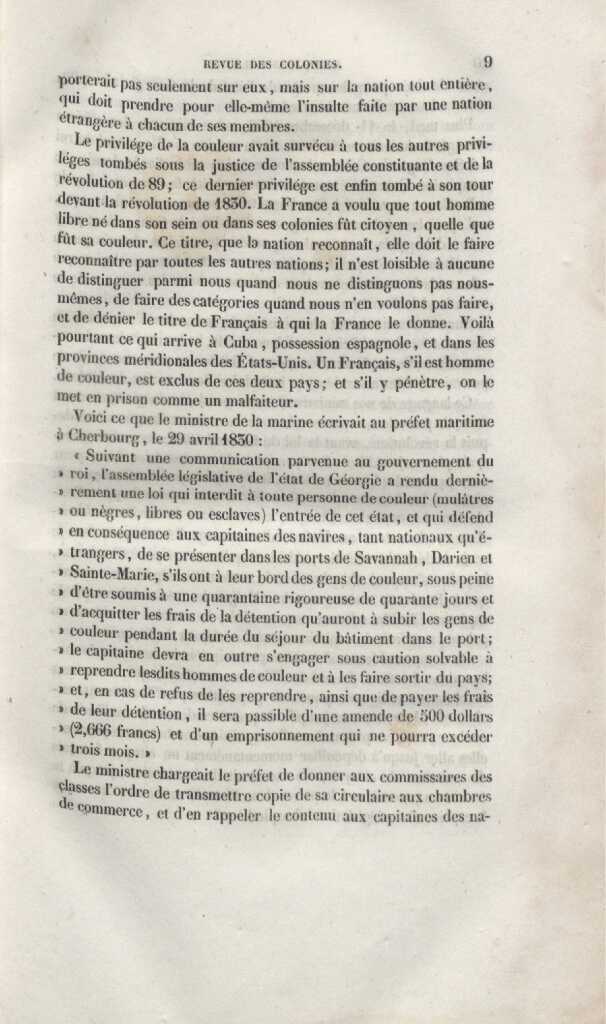 REVUE DES COLONIES. 9
porterait pas seulement sur eux, mais sur la nation tout entière,
qui doit prendre pour elle-même l'insulte faite par une nation
étrangère à chacun de ses membres.
Le privilége de la couleur avait survécu à tous les autres privi-
léges tombés sous la justice de l'assemblée constituante et de la
révolution de 89; ce dernier privilége est enfin tombé à son tour
devant la révolution de 1830. La France a voulu que tout homme
libre né dans son sein ou dans ses colonies fût citoyen, quelle que
fût sa couleur. Ce titre, que la nation reconnaît, elle doit le faire
reconnaître par toutes les autres nations; il n'est loisible à aucune
de distinguer parmi nous quand nous ne distinguons pas nous-
mêmes, de faire des catégories quand nous n'en voulons pas faire,
et de dénier le titre de Français à qui la France le donne. Voilà
pourtant ce qui arrive à Cuba, possession espagnole, et dans les
provinces méridionales des États-Unis. Un Français, s'il est homme
de couleur, est exclus de ces deux pays; et s'il y pénètre, on le
met en prison comme un malfaiteur.
Voici ce que le ministre de la marine écrivait au préfet maritime
à Cherbourg, le 29 avril 1830 :
« Suivant une communication parvenue au gouvernement du
» roi, l'assemblée législative de l'état de Géorgie a rendu derniè-
» rement une loi qui interdit à toute personne de couleur (mulâtres
» ou nègres, libres ou esclaves) l'entrée de cet état, et qui défend
» en conséquence aux capitaines des navires, tant nationaux qu'é-
» trangers, de se présenter dans les ports de Savannah, Darien et
» Sainte-Marie, s'ils ont à leur bord des gens de couleur, sous peine
» d'être soumis à une quarantaine rigoureuse de quarante jours et
» d'acquitter les frais de la détention qu'auront à subir les gens de
» couleur pendant la durée du séjour du bâtiment dans le port;
» le capitaine devra en outre s'engager sous caution solvable à
» reprendre lesdits hommes de couleur et à les faire sortir du pays;
» et, en cas de refus de les reprendre, ainsi que de payer les frais
» de leur détention, il sera passible d'une amende de 500 dollars
» (2,666 francs) et d'un emprisonnement qui ne pourra excéder
» trois mois. »
Le ministre chargeait le préfet de donner aux commissaires des
classes l'ordre de transmettre copie de sa circulaire aux chambres
de commerce, et d'en rappeler le contenu aux capitaines des na-